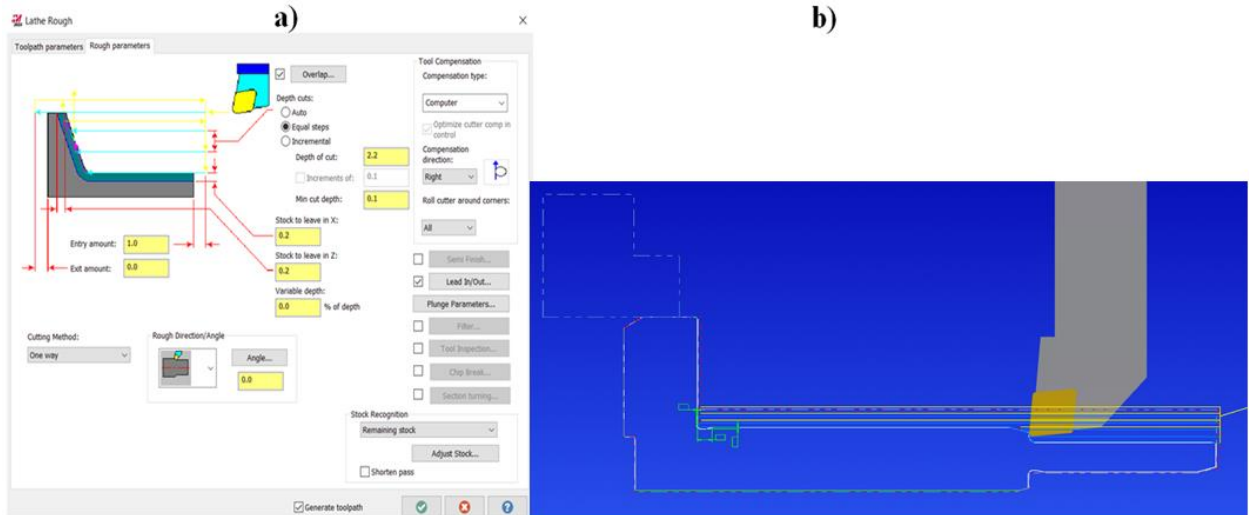 a)
b)
Lathe Rough
Toolpath parameters
Rough parameters
Overlap...
Depth cuts:
Auto
Equal steps
Incremental
Depth of cut:
2.2
Increments of:
0.1
Min cut depth:
0.1
Stock to leave in X:
0.2
Stock to leave in Z:
0.2
Variable depth:
0.0
% of depth
Entry amount:
1.0
Exit amount:
0.0
Cutting Method:
One way
Rough Direction/Angle
Angle...
0.0
Tool Compensation
Compensation type:
Computer
Optimize cutter comp in
control
Compensation
direction:
Right
Roll cutter around corners:
All
Semi Finish...
Lead In/Out...
Plunge Parameters...
Filter...
Tool Inspection...
Chip Break...
Section turning...
Stock Recognition
Remaining stock
Adjust Stock...
Shorten pass
Generate toolpath